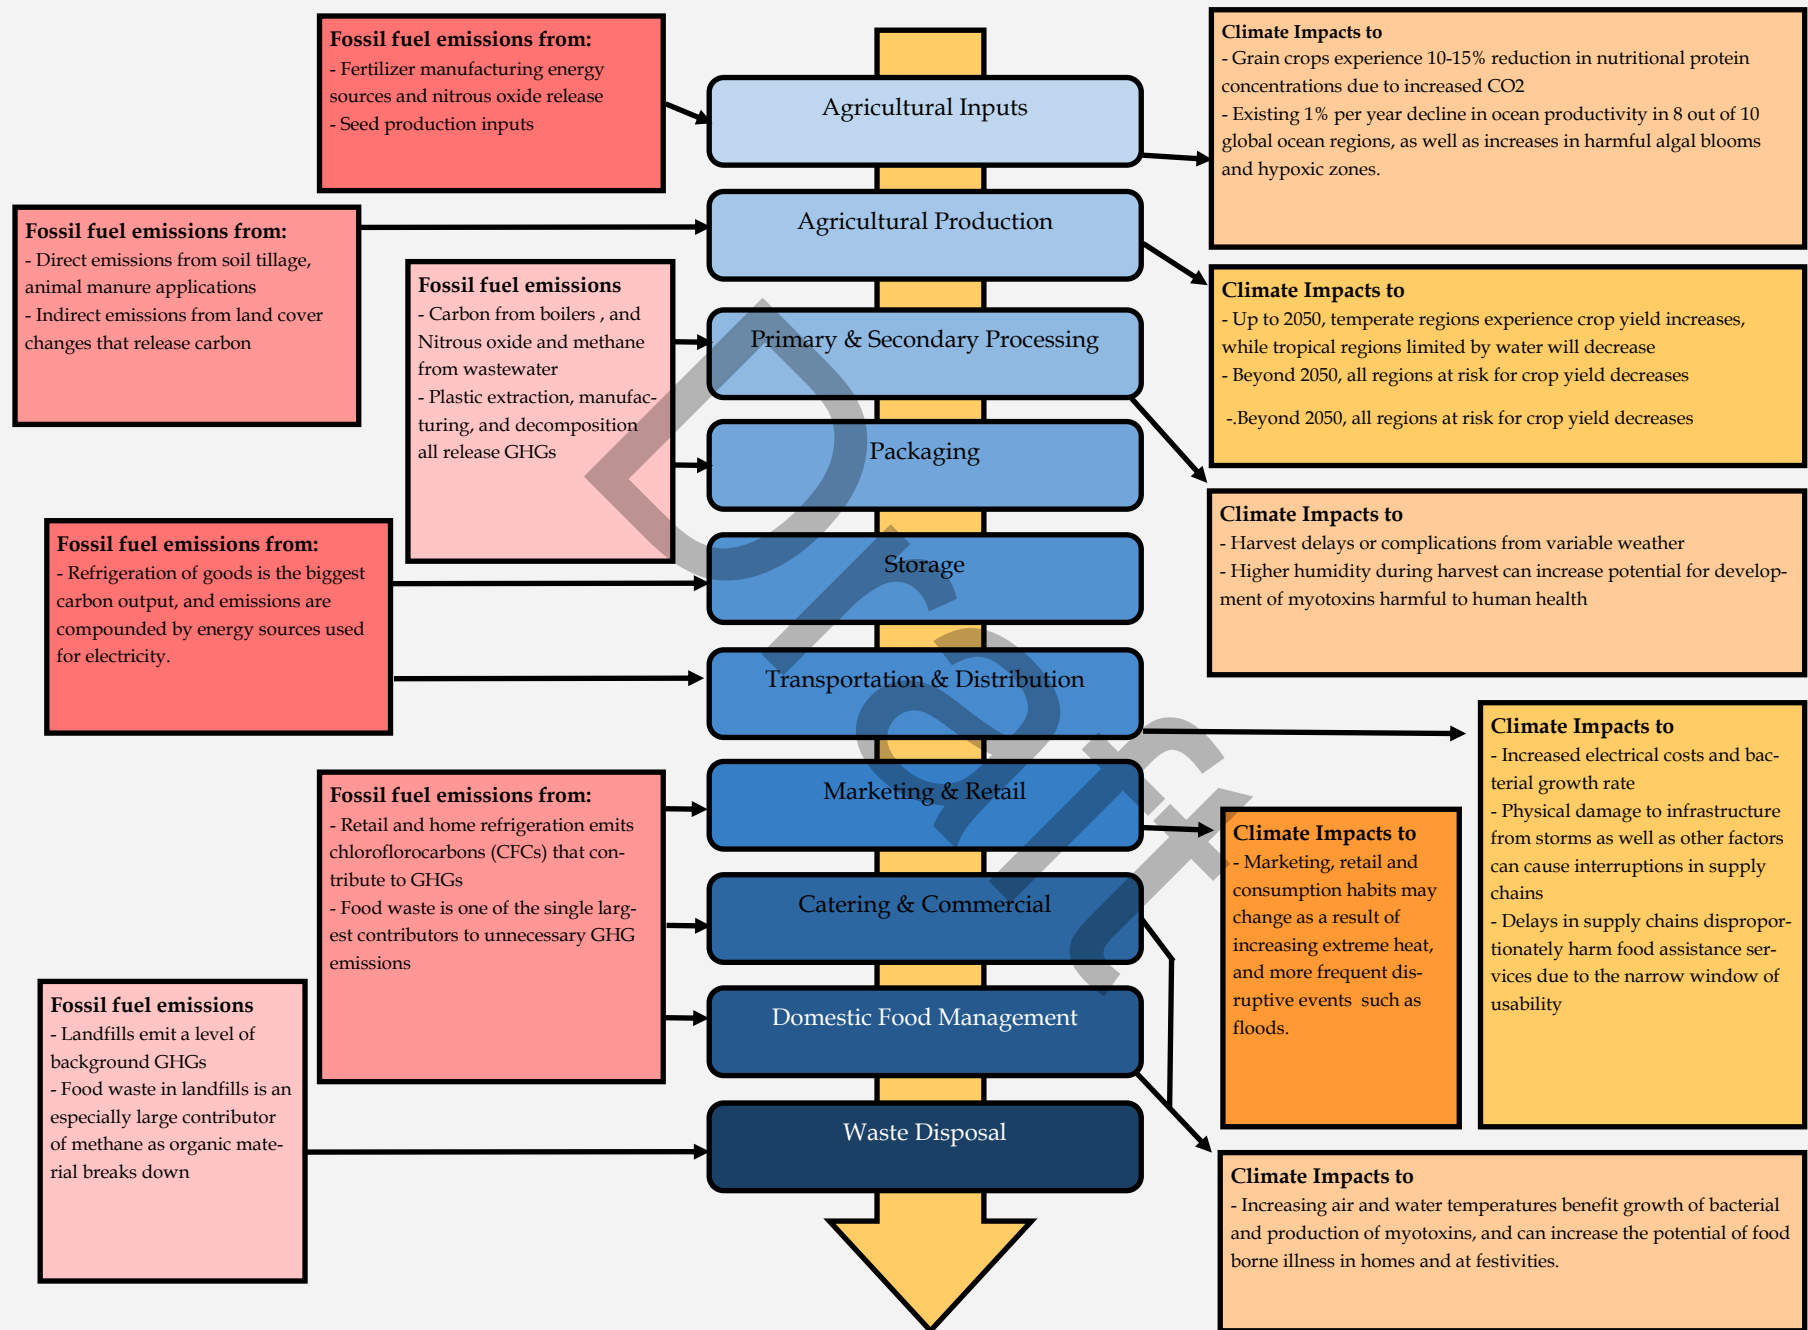 Fossil fuel emissions from:
- Fertilizer manufacturing energy
sources and nitrous oxide release
- Seed production inputs
Fossil fuel emissions from:
- Direct emissions from soil tillage,
animal manure applications
- Indirect emissions from land cover
changes that release carbon
Fossil fuel emissions
- Carbon from boilers , and
Nitrous oxide and methane
from wastewater
- Plastic extraction, manufac-
turing, and decomposition
all release GHGs
Fossil fuel emissions from:
- Refrigeration of goods is the biggest
carbon output, and emissions are
compounded by energy sources used
for electricity.
Fossil fuel emissions from:
- Retail and home refrigeration emits
chloroflorocarbons (CFCs) that con-
tribute to GHGs
- Food waste is one of the single larg-
est contributors to unnecessary GHG
emissions
Fossil fuel emissions
- Landfills emit a level of
background GHGs
- Food waste in landfills is an
especially large contributor
of methane as organic mate-
rial breaks down
Agricultural Inputs
Agricultural Production
Primary & Secondary Processing
Packaging
Storage
Transportation & Distribution
Marketing & Retail
Catering & Commercial
Domestic Food Management
Waste Disposal
Draft
Climate Impacts to
- Grain crops experience 10-15% reduction in nutritional protein
concentrations due to increased CO2
- Existing 1% per year decline in ocean productivity in 8 out of 10
global ocean regions, as well as increases in harmful algal blooms
and hypoxic zones.
Climate Impacts to
- Up to 2050, temperate regions experience crop yield increases,
while tropical regions limited by water will decrease
- Beyond 2050, all regions at risk for crop yield decreases
-.Beyond 2050, all regions at risk for crop yield decreases
Climate Impacts to
- Harvest delays or complications from variable weather
- Higher humidity during harvest can increase potential for develop-
ment of myotoxins harmful to human health
Climate Impacts to
- Increased electrical costs and bac-
terial growth rate
- Physical damage to infrastructure
from storms as well as other factors
can cause interruptions in supply
chains
- Delays in supply chains dispropor-
tionately harm food assistance ser-
vices due to the narrow window of
usability
Climate Impacts to
- Marketing, retail and
consumption habits may
change as a result of
increasing extreme heat,
and more frequent dis-
ruptive events  such as
floods.
Climate Impacts to
- Increasing air and water temperatures benefit growth of bacterial
and production of myotoxins, and can increase the potential of food
borne illness in homes and at festivities.